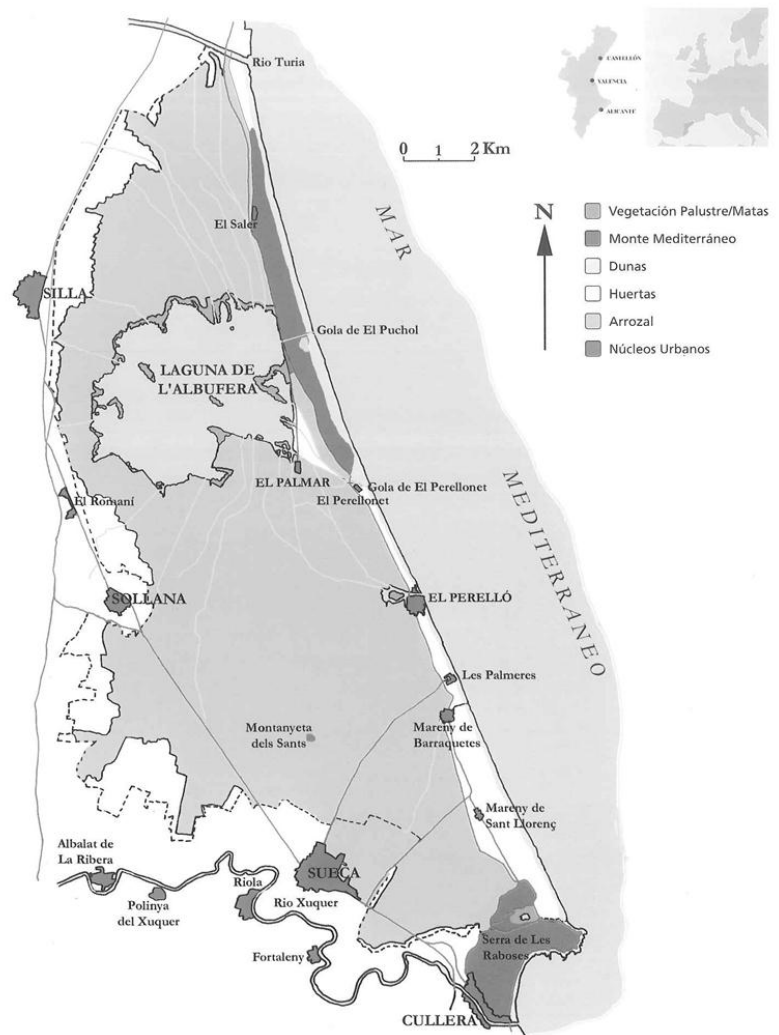 Rio Turia
CASTELLÓN
VALENCIA
ALICANTE
0 1 2 Km
MAR
MEDITERRANEO
N
Vegetación Palustre/Matas
Monte Mediterráneo
Dunas
Huertas
Arrozal
Núcleos Urbanos
El Saler
SILLA
Gola de El Puchol
LAGUNA DE
L'ALBUFERA
EL PALMAR
Gola de El Perellonet
El Perellonet
El Romaní
SOLLANA
EL PERELLÓ
Les Palmeres
Montanyeta
dels Sants
Mareny de
Barraquetes
Mareny de
Sant Llorenç
Albalat de
La Ribera
Polinya
del Xuquer
Riola
SUECA
Rio Xuquer
Fortaleny
Serra de Les
Raboses
CULLERA